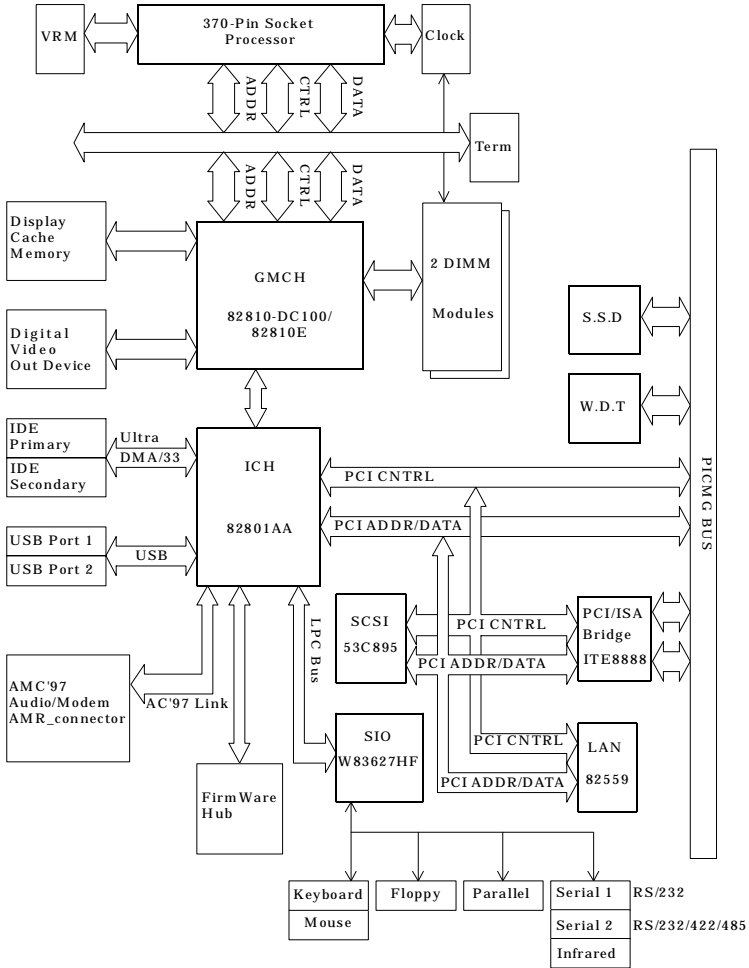 VRM
370-Pin Socket
Processor
Clock
ADDR
CTRL
DATA
Term
ADDR
CTRL
DATA
Display
Cache
Memory
GMCH
82810-DC100/
82810E
2 DIMM
Modules
S.S.D
Digital
Video
Out Device
W.D.T
IDE
Primary
IDE
Secondary
Ultra
DMA/33
ICH
82801AA
PCI CNTRL
PCI ADDR/DATA
PICMG BUS
USB Port 1
USB Port 2
USB
SCSI
53C895
PCI CNTRL
PCI ADDR/DATA
PCI/ISA
Bridge
ITE8888
LPC Bus
AMC'97
Audio/Modem
AMR_connector
AC'97 Link
SIO
W83627HF
PCI CNTRL
PCI ADDR/DATA
LAN
82559
FirmWare
Hub
Keyboard
Mouse
Floppy
Parallel
Serial 1
RS/232
Serial 2
RS/232/422/485
Infrared